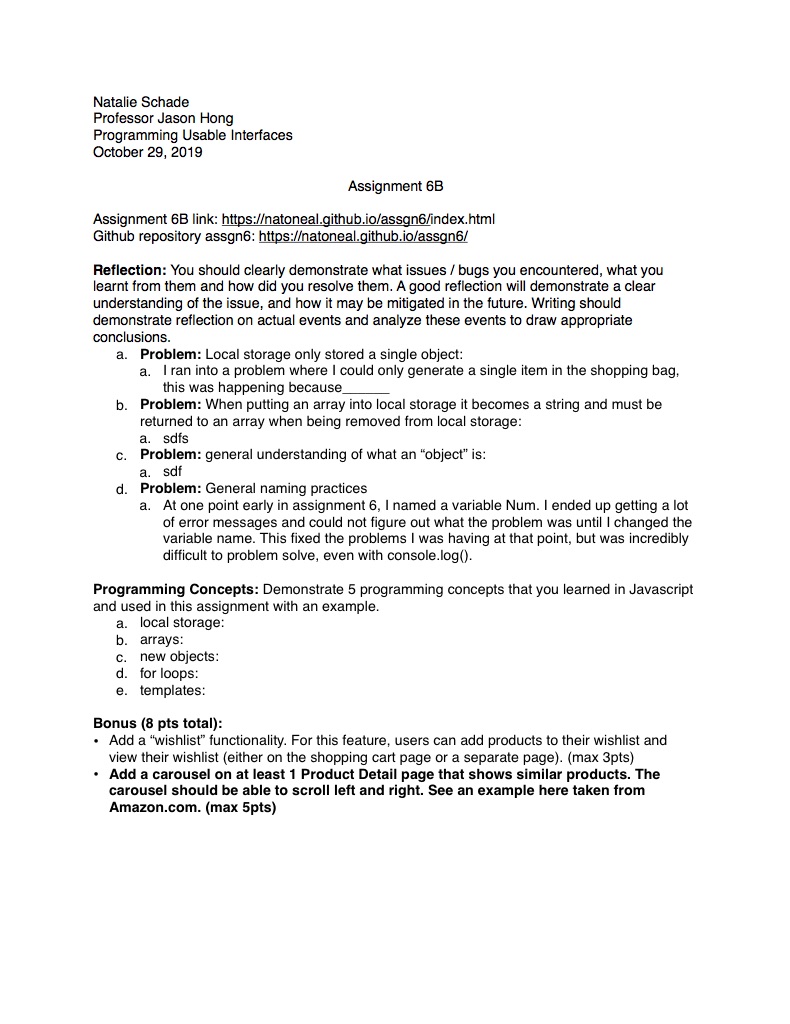 Natalie Schade
Professor Jason Hong
Programming Usable Interfaces
October 29, 2019
Assignment 6B
Assignment 6B link: https://natoneal.github.io/assgn6/index.html
Github repository assgn6: https://natoneal.github.io/assgn6/
Reflection: You should clearly demonstrate what issues / bugs you encountered, what you
learnt from them and how did you resolve them. A good reflection will demonstrate a clear
understanding of the issue, and how it may be mitigated in the future. Writing should
demonstrate reflection on actual events and analyze these events to draw appropriate
conclusions.
a. Problem: Local storage only stored a single object:
a. I ran into a problem where I could only generate a single item in the shopping bag,
this was happening because______
b. Problem: When putting an array into local storage it becomes a string and must be
returned to an array when being removed from local storage:
a. sdfs
c. Problem: general understanding of what an “object” is:
a. sdf
d. Problem: General naming practices
a. At one point early in assignment 6, I named a variable Num. I ended up getting a lot
of error messages and could not figure out what the problem was until I changed the
variable name. This fixed the problems I was having at that point, but was incredibly
difficult to problem solve, even with console.log().
Programming Concepts: Demonstrate 5 programming concepts that you learned in Javascript
and used in this assignment with an example.
a. local storage:
b. arrays:
c. new objects:
d. for loops:
e. templates:
Bonus (8 pts total):
• Add a “wishlist” functionality. For this feature, users can add products to their wishlist and
view their wishlist (either on the shopping cart page or a separate page). (max 3pts)
• Add a carousel on at least 1 Product Detail page that shows similar products. The
carousel should be able to scroll left and right. See an example here taken from
Amazon.com. (max 5pts)